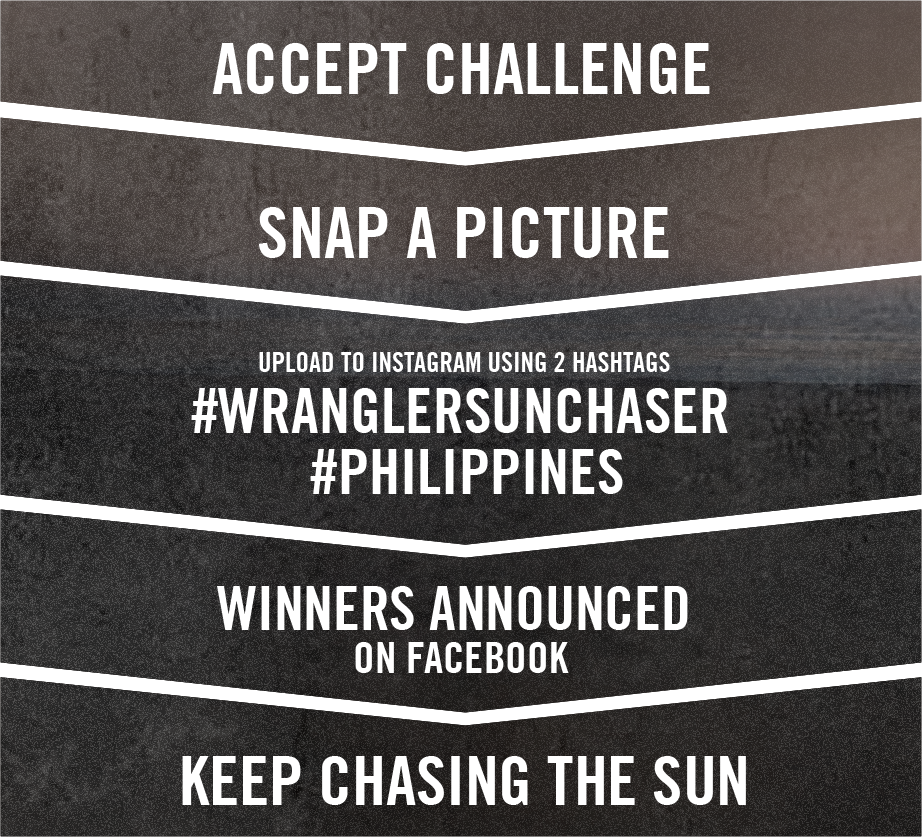 ACCEPT CHALLENGE
SNAP A PICTURE
UPLOAD TO INSTAGRAM USING 2 HASHTAGS
#WRANGLERSUNCHASER
#PHILIPPINES
WINNERS ANNOUNCED
ON FACEBOOK
KEEP CHASING THE SUN